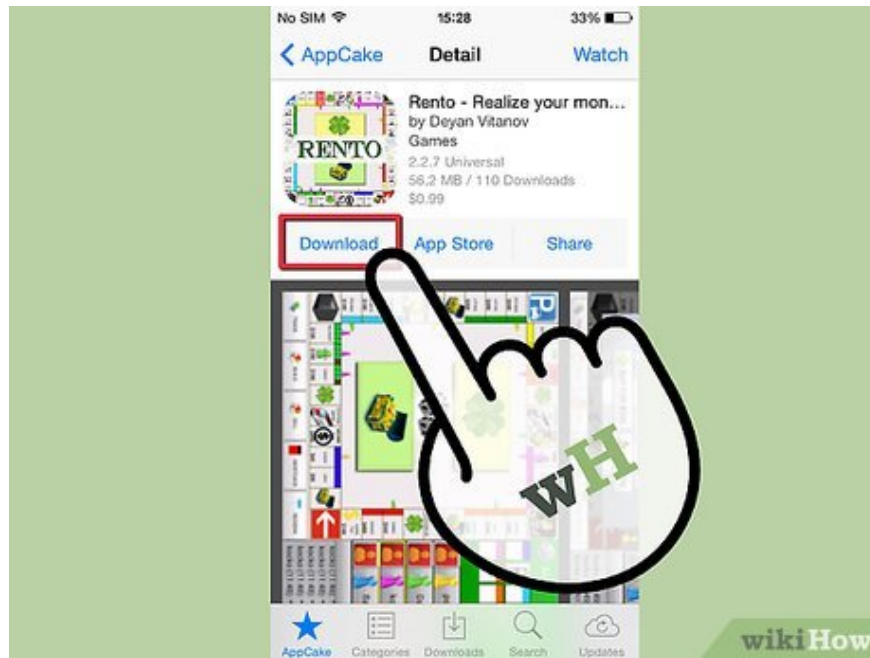 No SIM 15:28 33%
AppCake Detail Watch
Rento - Realize your mon...
by Deyan Vitanov
RENTO
Games
2.2.7 Universal
56.2 MB / 110 Downloads
$0.99
Download App Store Share
wH
AppCake Categories Downloads Search Updates
wikiHow